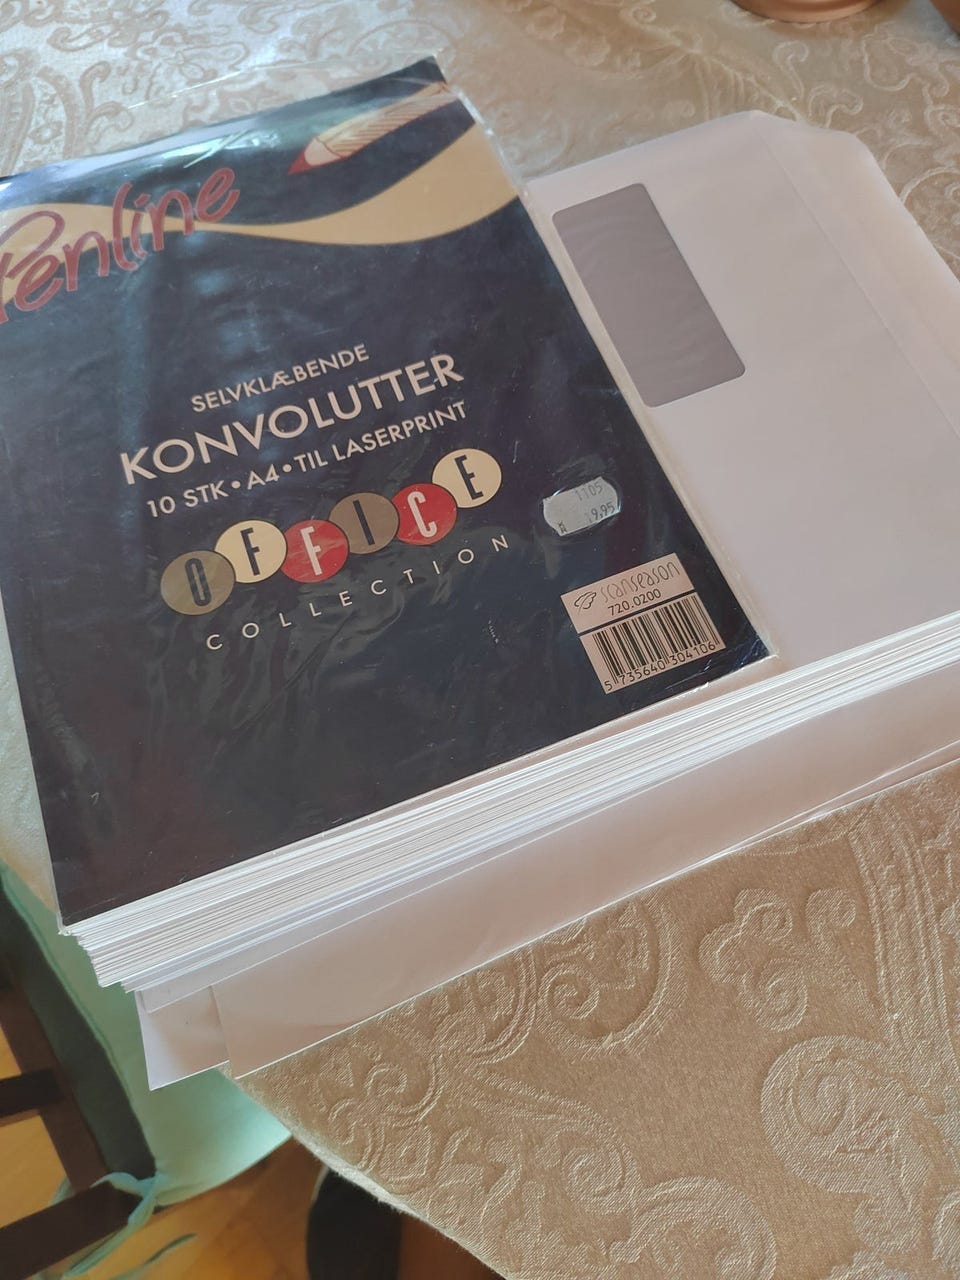 Penline
SELVKLÆBENDE
KONVOLUTTER
10 STK • A4 • TIL LASERPRINT
OFFICE
COLLECTION
1105
19,95
scanseason
720.0200
5 735640 304106